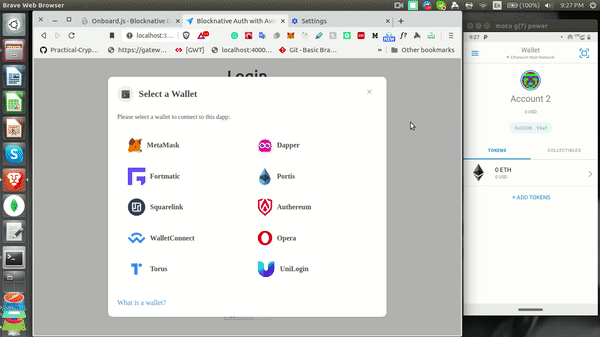 Brave Web Browser
(100%)
9:27 PM
Onboard.js - Blocknative D
Blocknative Auth with Avi
Settings
localhost:3
Practical-Cryp
https://gatew
[GWT]
localhost:4000
Git - Basic Bra
Other bookmarks
Login
Select a Wallet
Please select a wallet to connect to this dapp:
MetaMask
Dapper
Fortmatic
Portis
Squarelink
Authereum
WalletConnect
Opera
Torus
UniLogin
What is a wallet?
moto g(7) power
9:27
Wallet
Ethereum Main Network
Account 2
0 USD
TOKENS
COLLECTIBLES
0 ETH
0 USD
+ ADD TOKENS